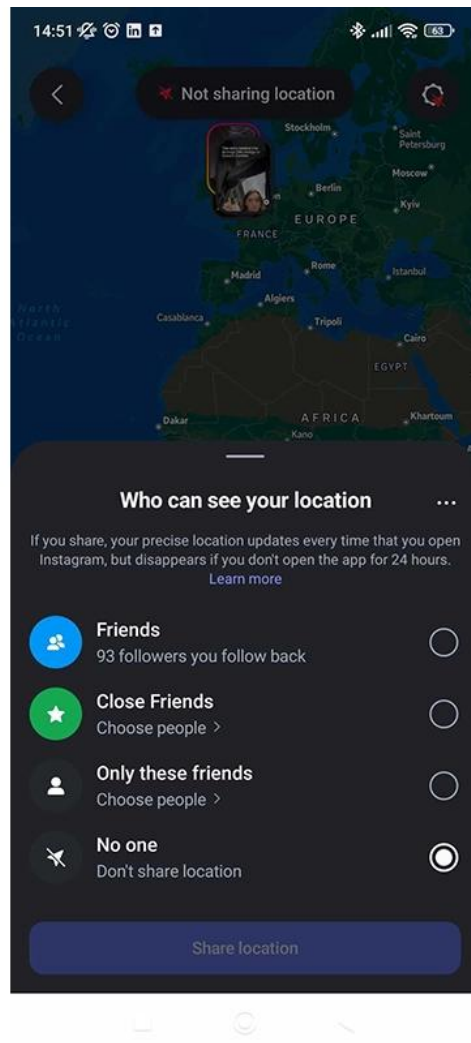 14:51
63
Not sharing location
Stockholm
Saint
Petersburg
Moscow
Berlin
Kyiv
EUROPE
FRANCE
Madrid
Rome
Istanbul
North
Atlantic
Ocean
Algiers
Casablanca
Tripoli
Cairo
EGYPT
Dakar
AFRICA
Khartoum
Kano
Who can see your location
If you share, your precise location updates every time that you open
Instagram, but disappears if you don't open the app for 24 hours.
Learn more
Friends
93 followers you follow back
Close Friends
Choose people >
Only these friends
Choose people >
No one
Don't share location
Share location